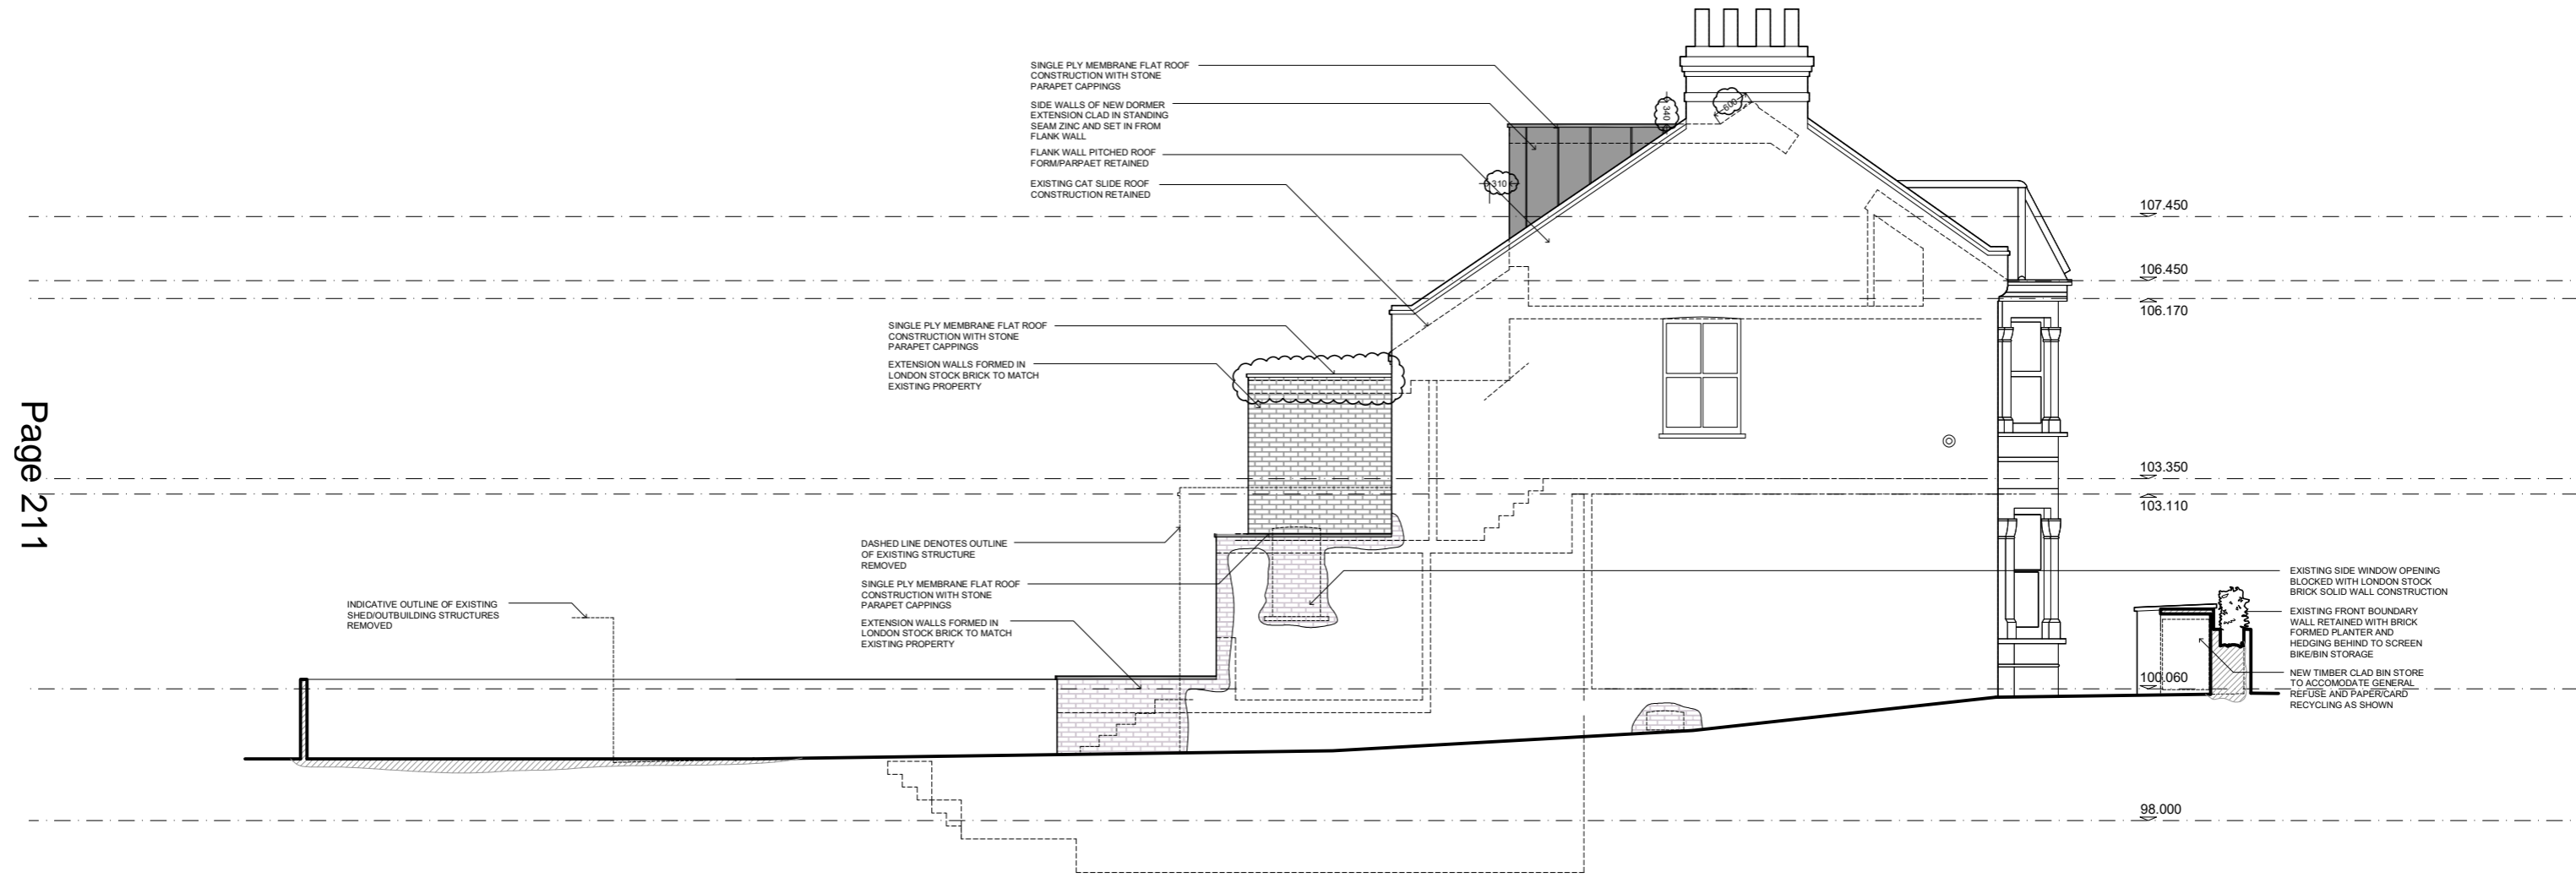 SINGLE PLY MEMBRANE FLAT ROOF
CONSTRUCTION WITH STONE
PARAPET CAPPINGS
SIDE WALLS OF NEW DORMER
EXTENSION CLAD IN STANDING
SEAM ZINC AND SET IN FROM
FLANK WALL
FLANK WALL PITCHED ROOF
FORM/PARPAET RETAINED
EXISTING CAT SLIDE ROOF
CONSTRUCTION RETAINED
340
600
310
107.450
106.450
106.170
SINGLE PLY MEMBRANE FLAT ROOF
CONSTRUCTION WITH STONE
PARAPET CAPPINGS
EXTENSION WALLS FORMED IN
LONDON STOCK BRICK TO MATCH
EXISTING PROPERTY
Page 211
103.350
103.110
DASHED LINE DENOTES OUTLINE
OF EXISTING STRUCTURE
REMOVED
SINGLE PLY MEMBRANE FLAT ROOF
CONSTRUCTION WITH STONE
PARAPET CAPPINGS
EXTENSION WALLS FORMED IN
LONDON STOCK BRICK TO MATCH
EXISTING PROPERTY
INDICATIVE OUTLINE OF EXISTING
SHED/OUTBUILDING STRUCTURES
REMOVED
EXISTING SIDE WINDOW OPENING
BLOCKED WITH LONDON STOCK
BRICK SOLID WALL CONSTRUCTION
EXISTING FRONT BOUNDARY
WALL RETAINED WITH BRICK
FORMED PLANTER AND
HEDGING BEHIND TO SCREEN
BIKE/BIN STORAGE
NEW TIMBER CLAD BIN STORE
TO ACCOMODATE GENERAL
REFUSE AND PAPER/CARD
RECYCLING AS SHOWN
100.060
98.000